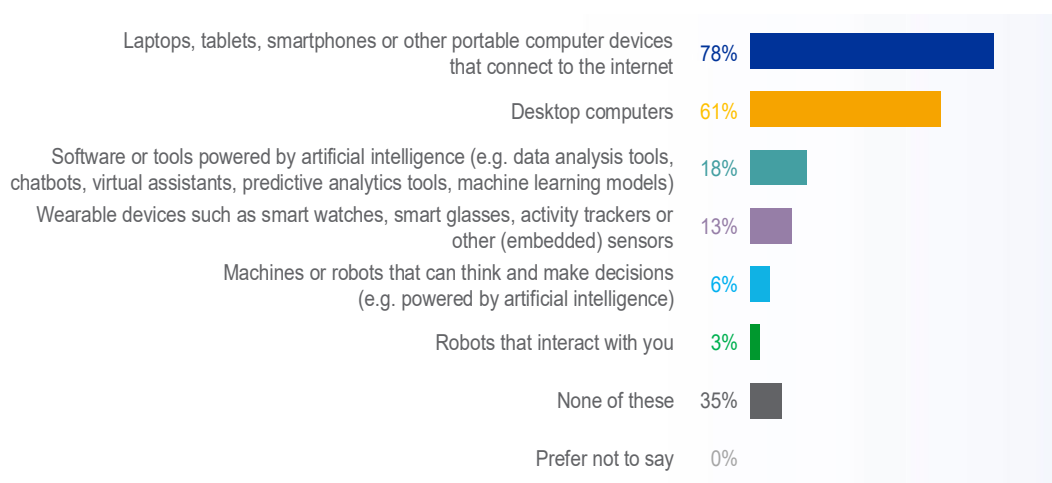 Laptops, tablets, smartphones or other portable computer devices
that connect to the internet
78%
Desktop computers
61%
Software or tools powered by artificial intelligence (e.g. data analysis tools,
chatbots, virtual assistants, predictive analytics tools, machine learning models)
18%
Wearable devices such as smart watches, smart glasses, activity trackers or
other (embedded) sensors
13%
Machines or robots that can think and make decisions
(e.g. powered by artificial intelligence)
6%
Robots that interact with you
3%
None of these
35%
Prefer not to say
0%